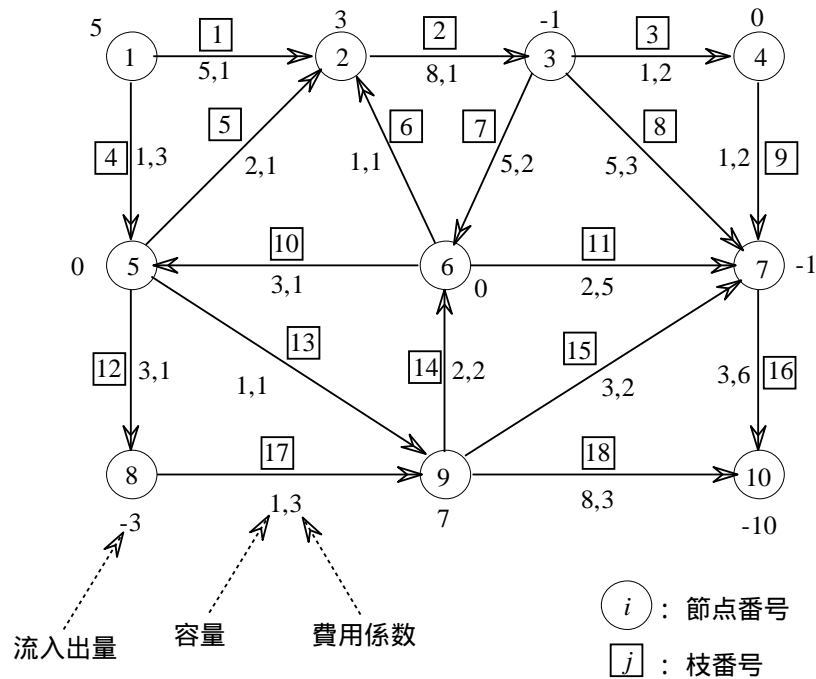 5 1 3 2 -1 3 0
1 2 3 4
5,1 8,1 1,2
4 1,3 5 2,1 6 1,1 7 5,2 8 5,3 1,2 9
0 5 10 6 11 7 -1
3,1 0 2,5
12 3,1 13 14 2,2 15 3,6 16
1,1 3,2
8 17 9 18 10
-3 1,3 7 8,3 -10
流入出量 容量 費用係数
i : 節点番号
j : 枝番号